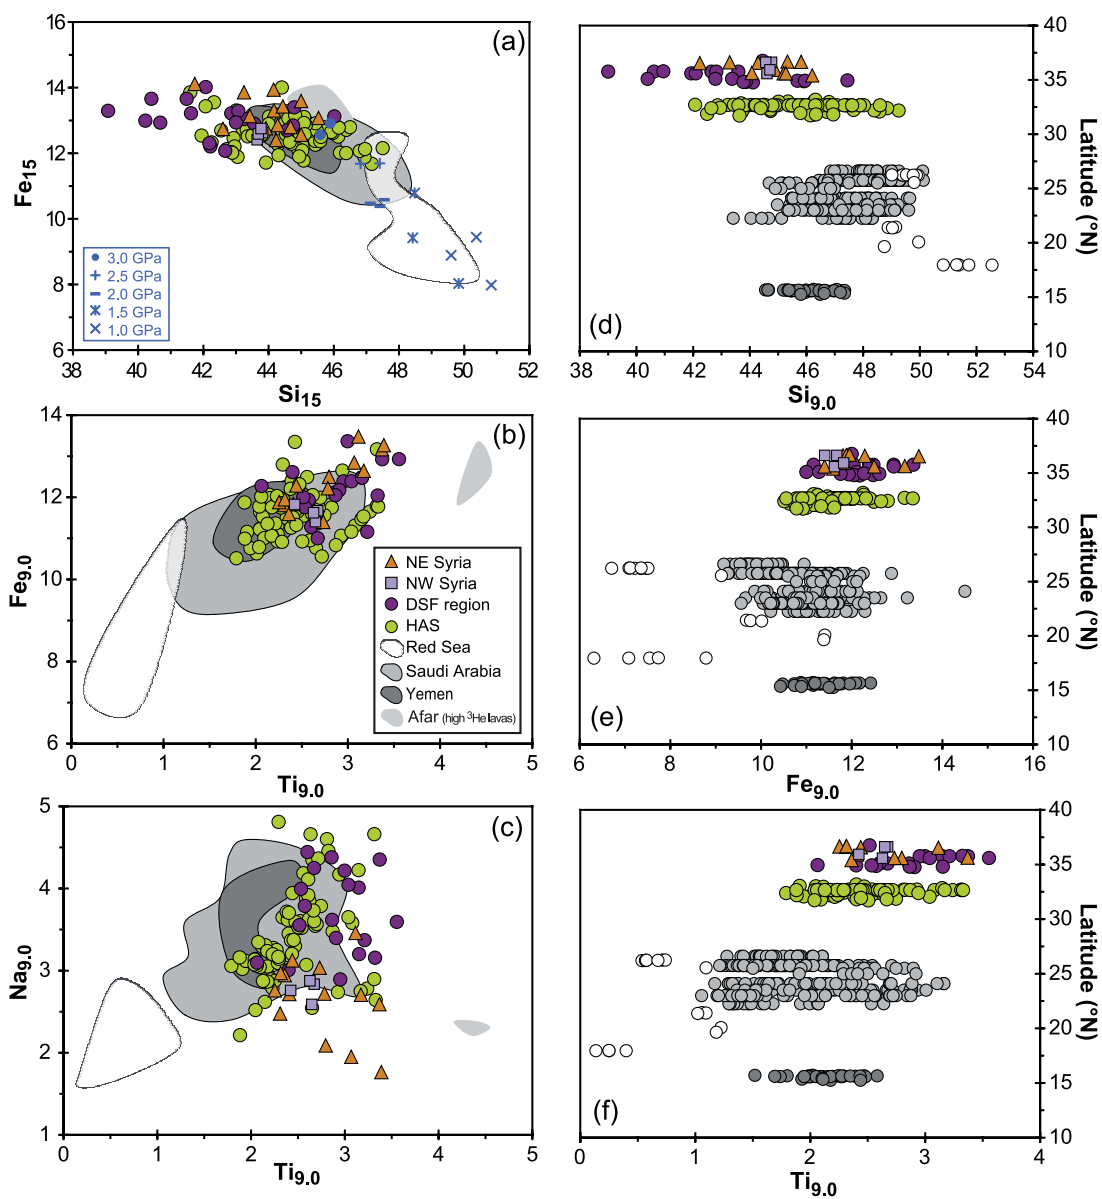 (a)
16
14
12
10
8
6
Fe15
3.0 GPa
2.5 GPa
2.0 GPa
1.5 GPa
1.0 GPa
38 40 42 44 46 48 50 52
Si15
(d)
40
35
30
25
20
15
10
Latitude (°N)
38 40 42 44 46 48 50 52 54
Si9.0
(b)
14
12
10
8
6
Fe9.0
NE Syria
NW Syria
DSF region
HAS
Red Sea
Saudi Arabia
Yemen
Afar (high 3He lavas)
0 1 2 3 4 5
Ti9.0
(e)
40
35
30
25
20
15
10
Latitude (°N)
6 8 10 12 14 16
Fe9.0
(c)
5
4
3
2
1
Na9.0
0 1 2 3 4 5
Ti9.0
(f)
40
35
30
25
20
15
10
Latitude (°N)
0 1 2 3 4
Ti9.0